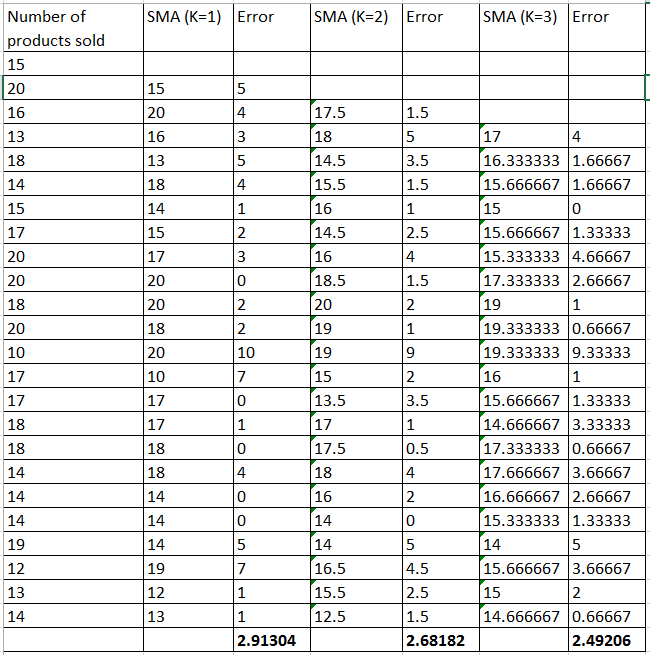 Number of products sold SMA (K=1) Error SMA (K=2) Error SMA (K=3) Error
15
20 15 5
16 20 4 17.5 1.5
13 16 3 18 5 17 4
18 13 5 14.5 3.5 16.333333 1.66667
14 18 4 15.5 1.5 15.666667 1.66667
15 14 1 16 1 15 0
17 15 2 14.5 2.5 15.666667 1.33333
20 17 3 16 4 15.333333 4.66667
20 20 0 18.5 1.5 17.333333 2.66667
18 20 2 20 2 19 1
20 18 2 19 1 19.333333 0.66667
10 20 10 19 9 19.333333 9.33333
17 10 7 15 2 16 1
17 17 0 13.5 3.5 15.666667 1.33333
18 17 1 17 1 14.666667 3.33333
18 18 0 17.5 0.5 17.333333 0.66667
14 18 4 18 4 17.666667 3.66667
14 14 0 16 2 16.666667 2.66667
14 14 0 14 0 15.333333 1.33333
19 14 5 14 5 14 5
12 19 7 16.5 4.5 15.666667 3.66667
13 12 1 15.5 2.5 15 2
14 13 1 12.5 1.5 14.666667 0.66667
2.91304 2.68182 2.49206